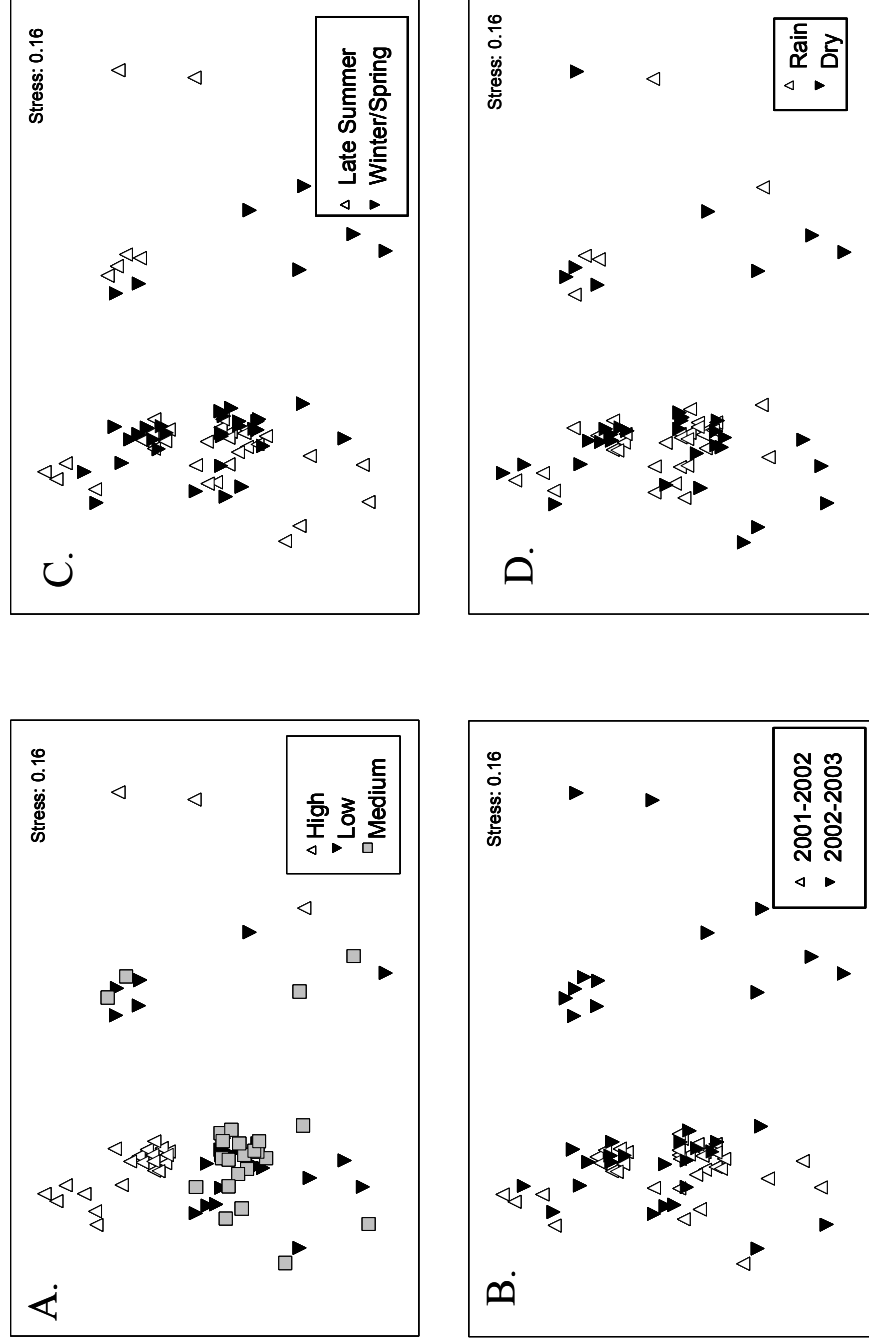 A.
Stress: 0.16
High
Low
Medium
C.
Stress: 0.16
Late Summer
Winter/Spring
B.
Stress: 0.16
2001-2002
2002-2003
D.
Stress: 0.16
Rain
Dry